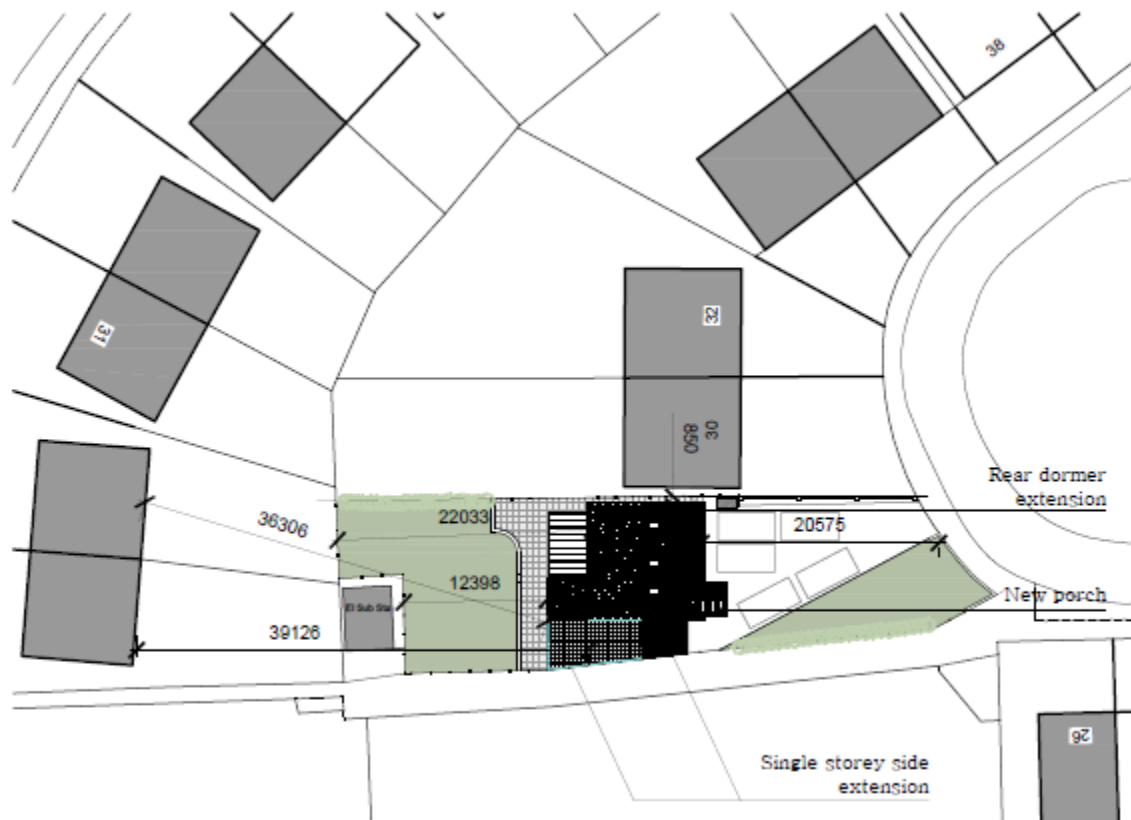 38
32
31
30
850
Rear dormer
extension
36306
22033
20575
12398
New porch
El Sub Sta
39126
26
Single storey side
extension